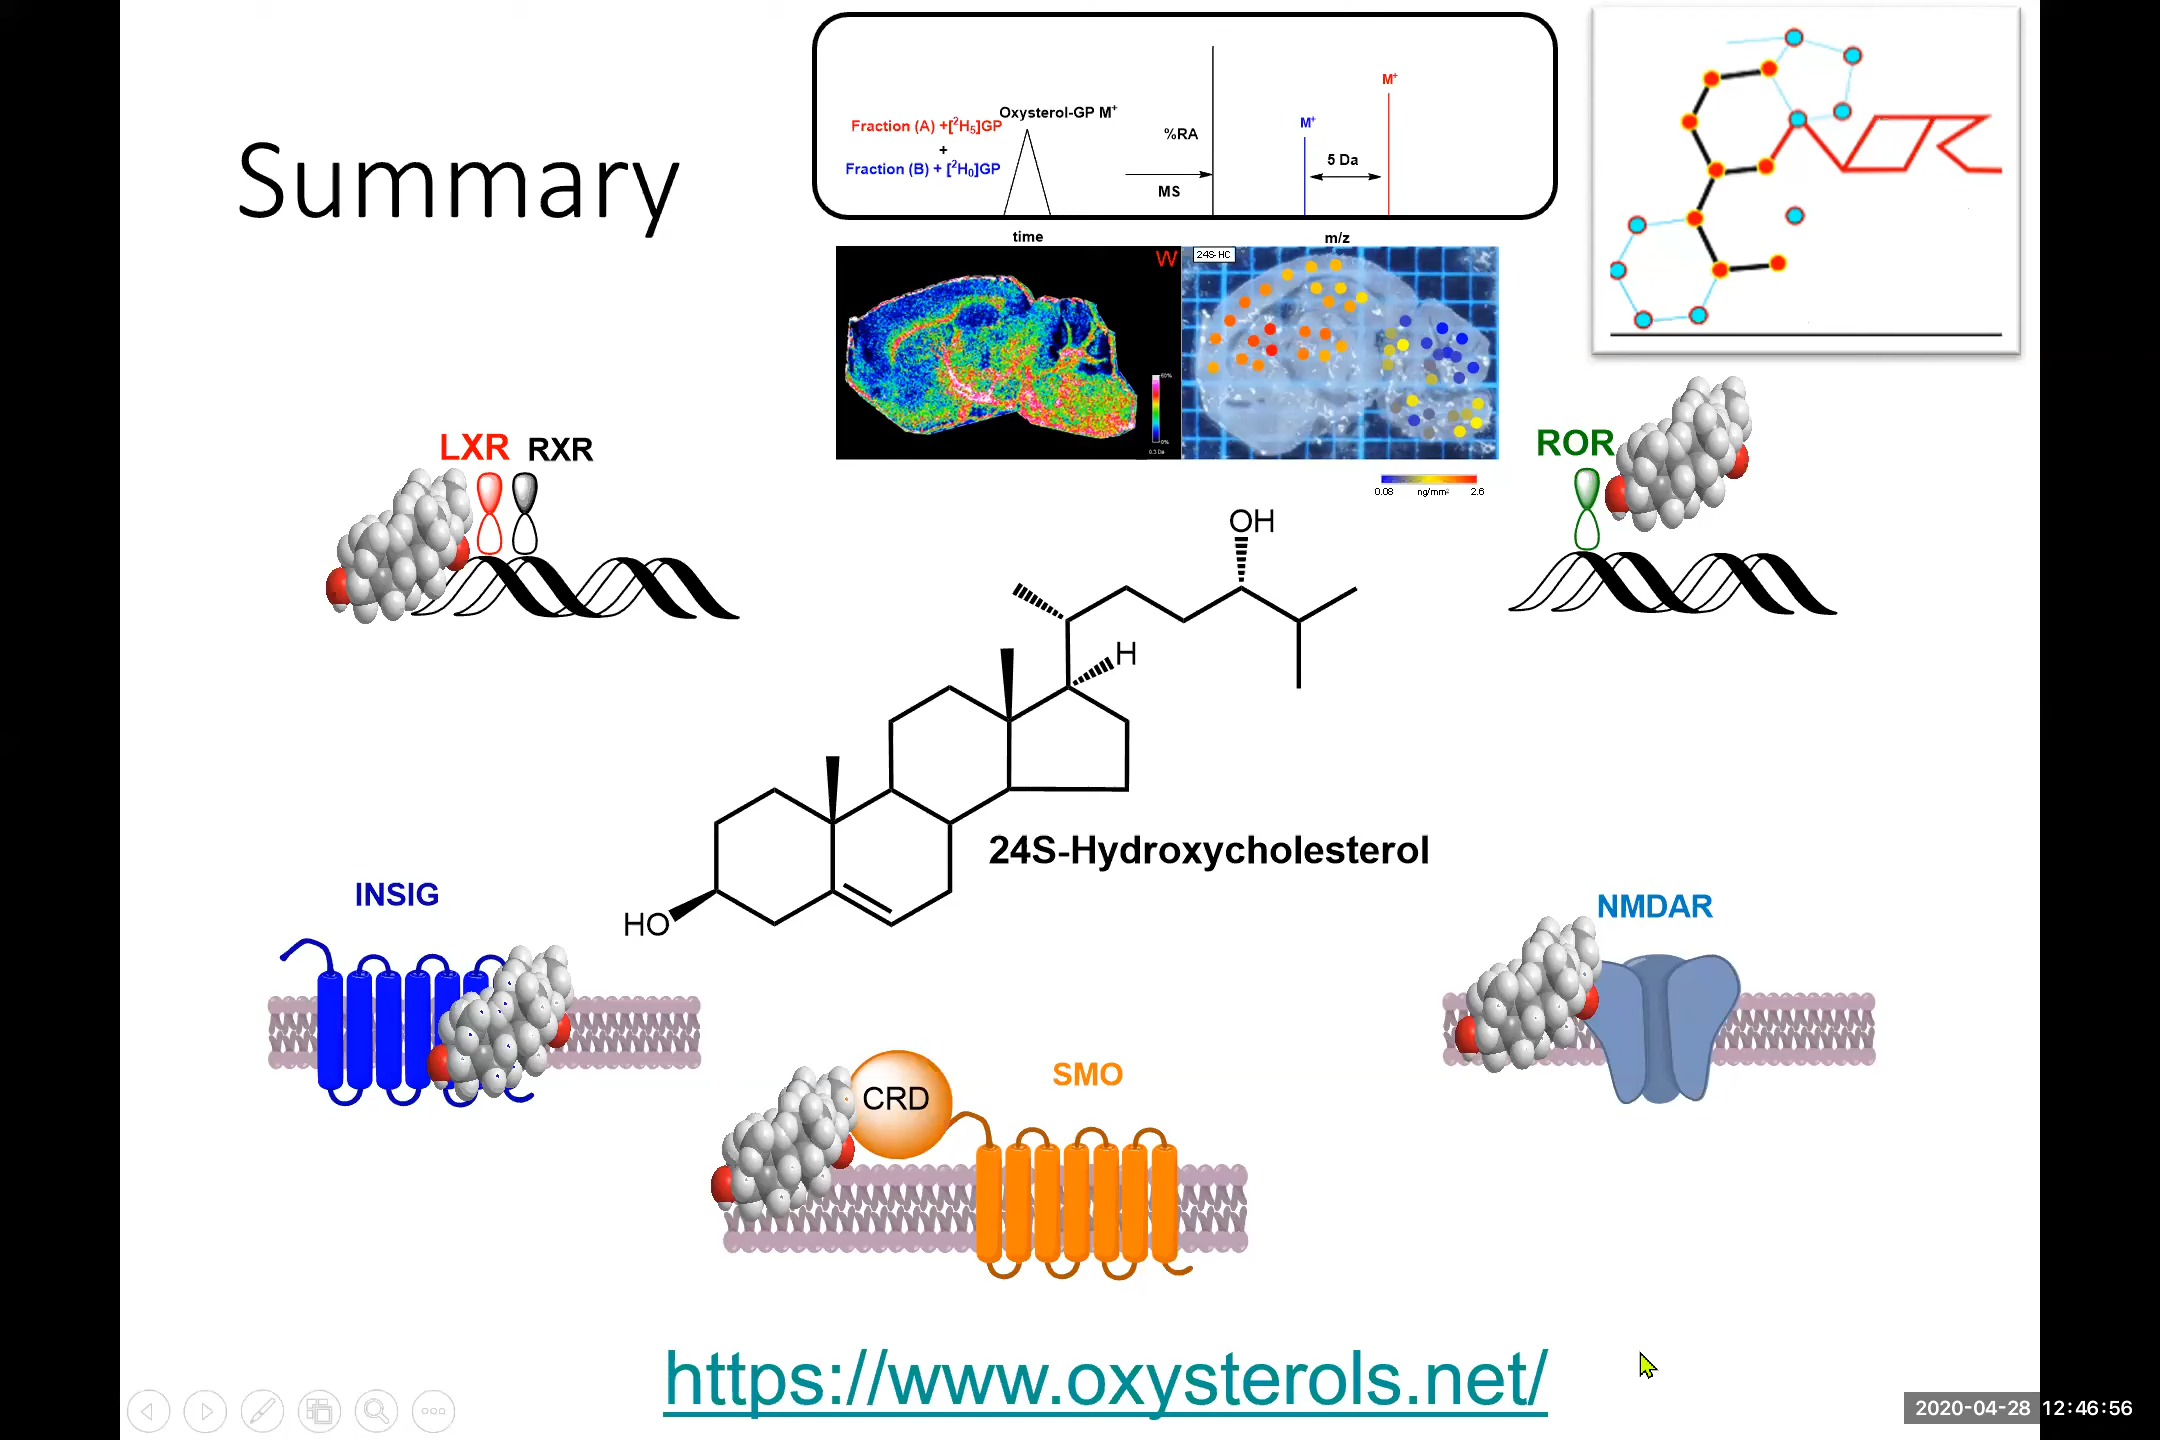 Summary
Fraction (A) +[²H₅]GP
+
Fraction (B) + [²H₀]GP
Oxysterol-GP M⁺
time
%RA
MS
M⁺
5 Da
M⁺
m/z
W
60%
0%
24S-HC
0.08 ng/mm² 2.6
LXR RXR
ROR
OH
H
HO
24S-Hydroxycholesterol
INSIG
NMDAR
CRD
SMO
https://www.oxysterols.net/
2020-04-28 12:46:56